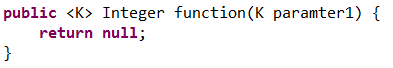 public <K> Integer function(K paramter1) {
    return null;
}